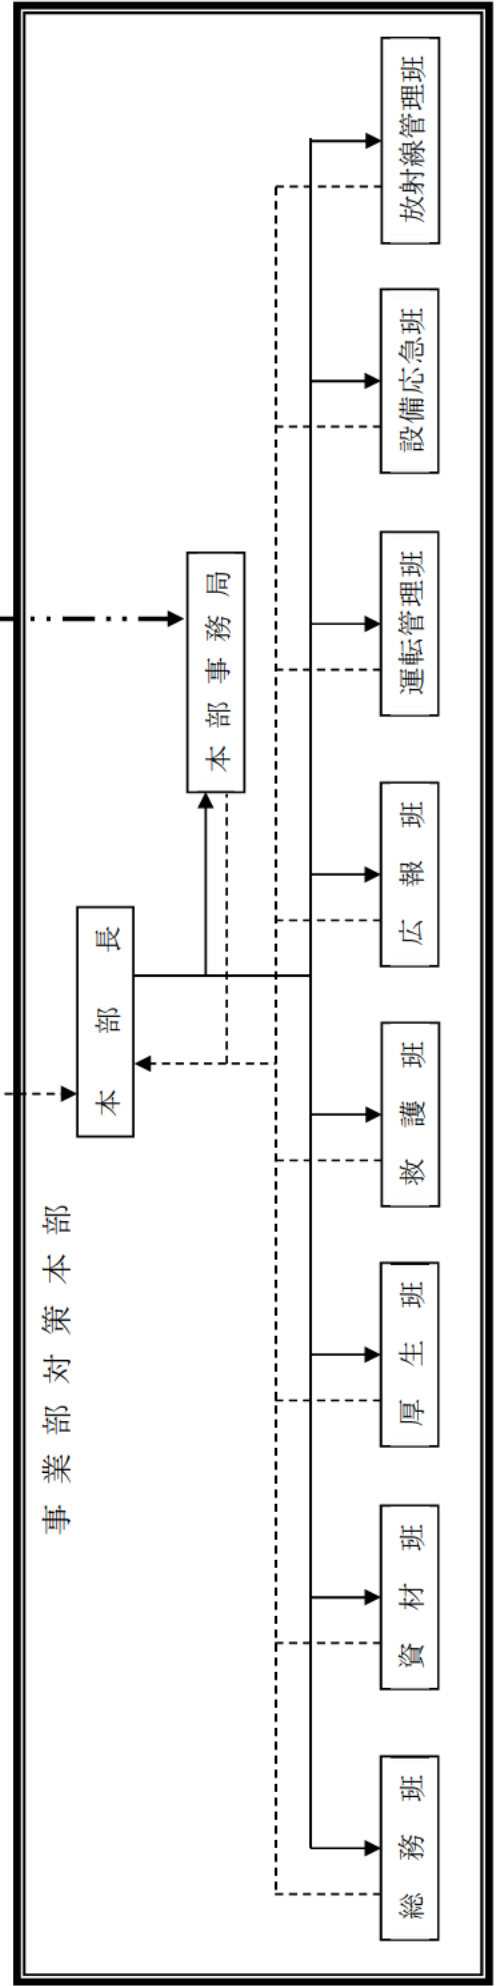 事業部対策本部
本部長
本部事務局
総務班
資材班
厚生班
救護班
広報班
運転管理班
設備応急班
放射線管理班